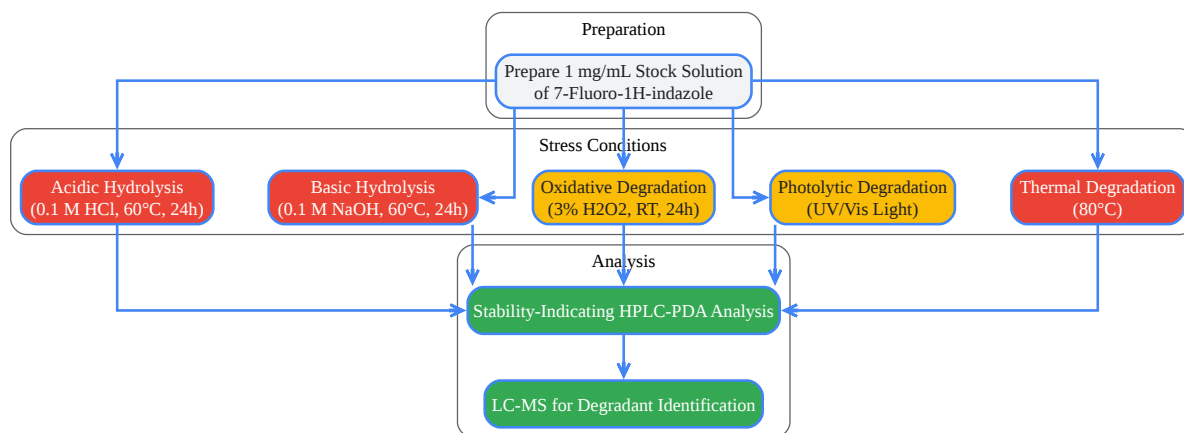 Preparation
Prepare 1 mg/mL Stock Solution
of 7-Fluoro-1H-indazole
Stress Conditions
Acidic Hydrolysis
(0.1 M HCl, 60°C, 24h)
Basic Hydrolysis
(0.1 M NaOH, 60°C, 24h)
Oxidative Degradation
(3% H2O2, RT, 24h)
Photolytic Degradation
(UV/Vis Light)
Thermal Degradation
(80°C)
Analysis
Stability-Indicating HPLC-PDA Analysis
LC-MS for Degradant Identification